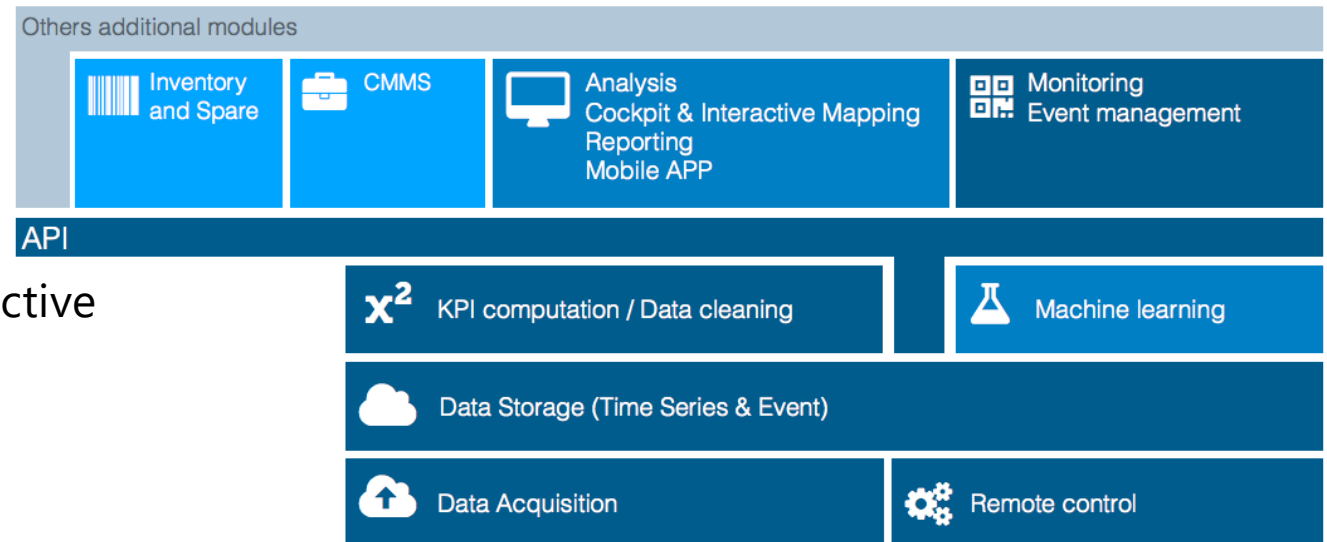 Others additional modules
Inventory
and Spare
CMMS
Analysis
Cockpit & Interactive Mapping
Reporting
Mobile APP
Monitoring
Event management
API
ctive
x² KPI computation / Data cleaning
Machine learning
Data Storage (Time Series & Event)
Data Acquisition
Remote control